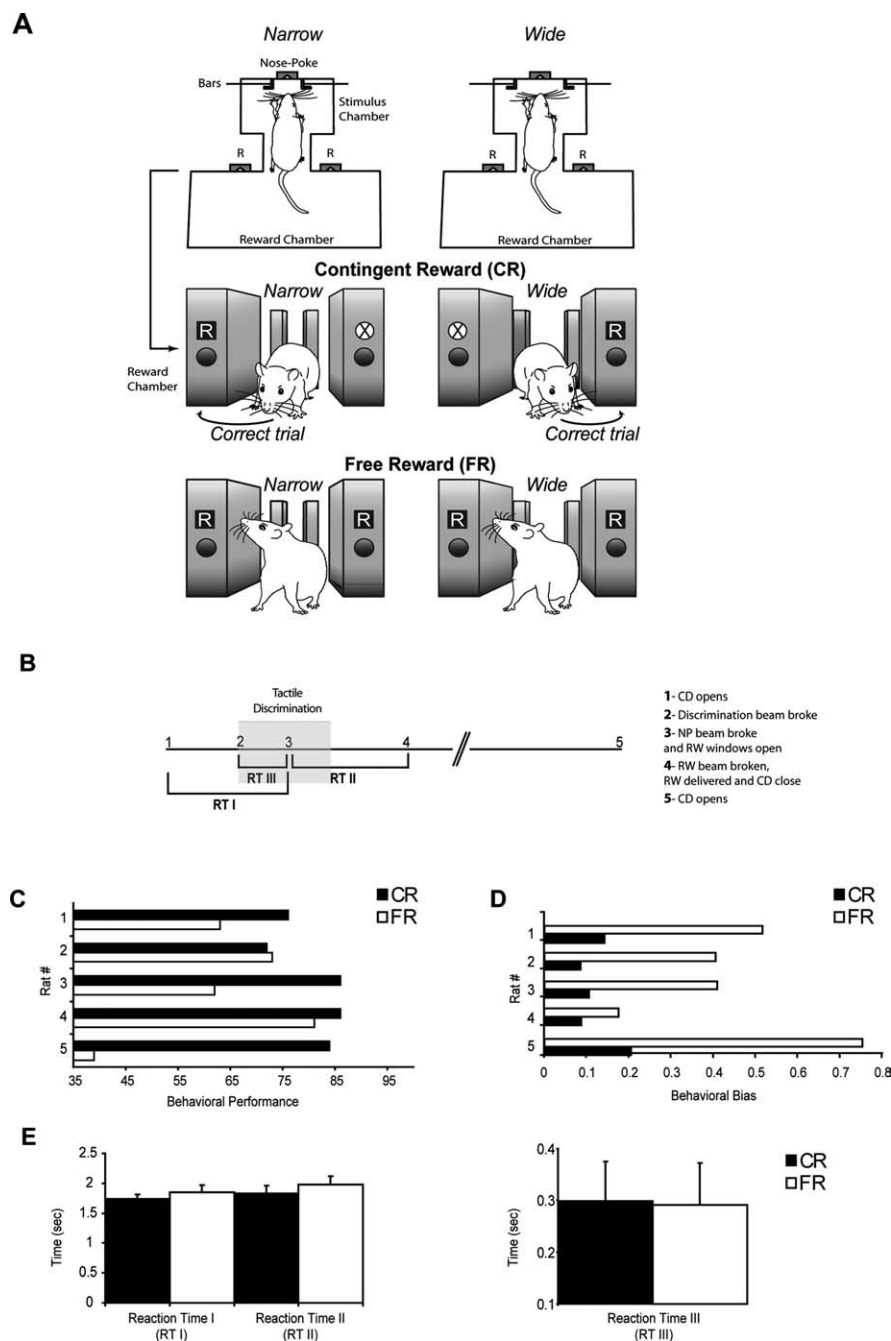 A
Narrow
Wide
Nose-Poke
Bars
Stimulus
Chamber
R
R
R
R
Reward Chamber
Reward Chamber
Contingent Reward (CR)
Narrow
Wide
R
X
X
R
Reward
Chamber
Correct trial
Correct trial
Free Reward (FR)
Narrow
Wide
R
R
R
R
B
Tactile
Discrimination
1
2
3
4
5
RT III
RT II
RT I
1- CD opens
2- Discrimination beam broke
3- NP beam broke
and RW windows open
4- RW beam broken,
RW delivered and CD close
5- CD opens
C
CR
FR
Rat #
1
2
3
4
5
35
45
55
65
75
85
95
Behavioral Performance
D
CR
FR
Rat #
1
2
3
4
5
0
0.1
0.2
0.3
0.4
0.5
0.6
0.7
0.8
Behavioral Bias
E
Time (sec)
2.5
2
1.5
1
0.5
0
Reaction Time I
(RT I)
Reaction Time II
(RT II)
Time (sec)
0.4
0.3
0.2
0.1
Reaction Time III
(RT III)
CR
FR